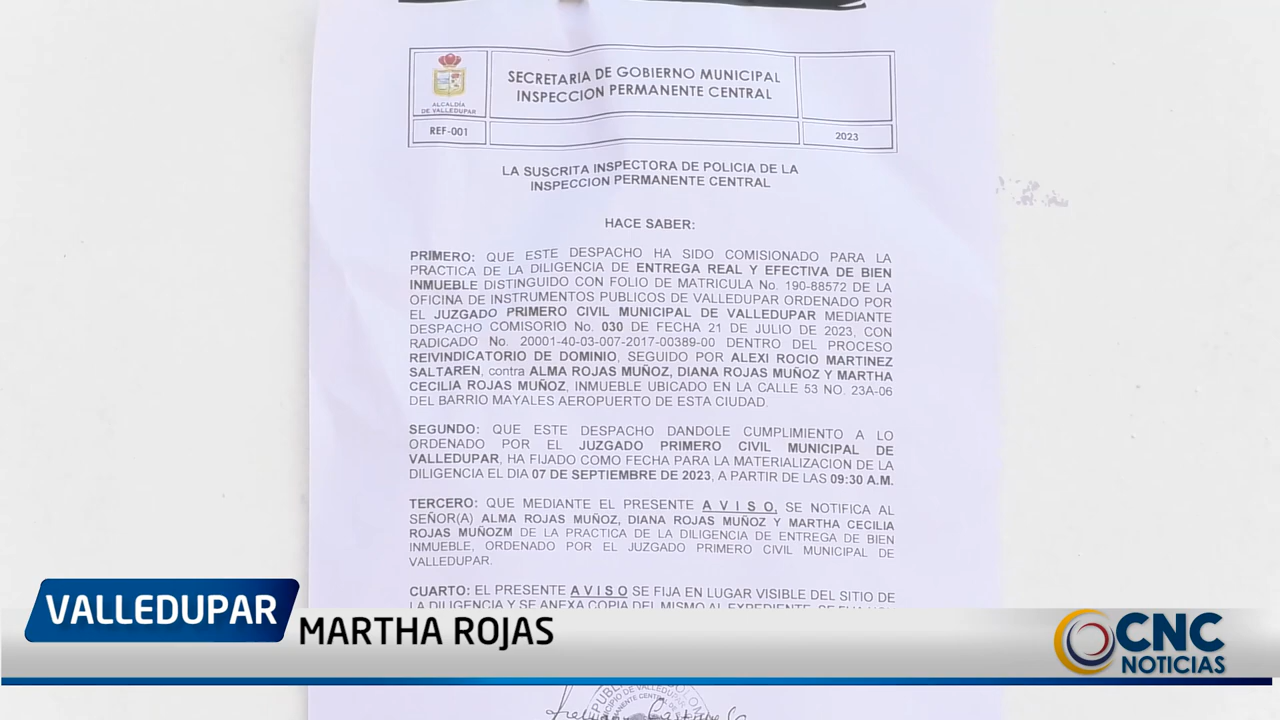 ALCALDÍA
DE VALLEDUPAR
SECRETARIA DE GOBIERNO MUNICIPAL
INSPECCION PERMANENTE CENTRAL
REF-001
2023
LA SUSCRITA INSPECTORA DE POLICIA DE LA
INSPECCION PERMANENTE CENTRAL
HACE SABER:
PRIMERO: QUE ESTE DESPACHO HA SIDO COMISIONADO PARA LA
PRACTICA DE LA DILIGENCIA DE ENTREGA REAL Y EFECTIVA DE BIEN
INMUEBLE DISTINGUIDO CON FOLIO DE MATRICULA No. 190-88572 DE LA
OFICINA DE INSTRUMENTOS PUBLICOS DE VALLEDUPAR ORDENADO POR
EL JUZGADO PRIMERO CIVIL MUNICIPAL DE VALLEDUPAR MEDIANTE
DESPACHO COMISORIO No. 030 DE FECHA 21 DE JULIO DE 2023, CON
RADICADO No. 20001-40-03-007-2017-00389-00 DENTRO DEL PROCESO
REIVINDICATORIO DE DOMINIO, SEGUIDO POR ALEXI ROCIO MARTINEZ
SALTAREN, contra ALMA ROJAS MUÑOZ, DIANA ROJAS MUÑOZ Y MARTHA
CECILIA ROJAS MUÑOZ, INMUEBLE UBICADO EN LA CALLE 53 NO. 23A-06
DEL BARRIO MAYALES AEROPUERTO DE ESTA CIUDAD.
SEGUNDO: QUE ESTE DESPACHO DANDOLE CUMPLIMIENTO A LO
ORDENADO POR EL JUZGADO PRIMERO CIVIL MUNICIPAL DE
VALLEDUPAR, HA FIJADO COMO FECHA PARA LA MATERIALIZACION DE LA
DILIGENCIA EL DIA 07 DE SEPTIEMBRE DE 2023, A PARTIR DE LAS 09:30 A.M.
TERCERO: QUE MEDIANTE EL PRESENTE A V I S O, SE NOTIFICA AL
SEÑOR(A) ALMA ROJAS MUÑOZ, DIANA ROJAS MUÑOZ Y MARTHA CECILIA
ROJAS MUÑOZM DE LA PRACTICA DE LA DILIGENCIA DE ENTREGA DE BIEN
INMUEBLE, ORDENADO POR EL JUZGADO PRIMERO CIVIL MUNICIPAL DE
VALLEDUPAR.
CUARTO: EL PRESENTE A V I S O SE FIJA EN LUGAR VISIBLE DEL SITIO DE
LA DILIGENCIA Y SE ANEXA COPIA DEL MISMO AL EXPEDIENTE.
VALLEDUPAR
MARTHA ROJAS
CNC
NOTICIAS